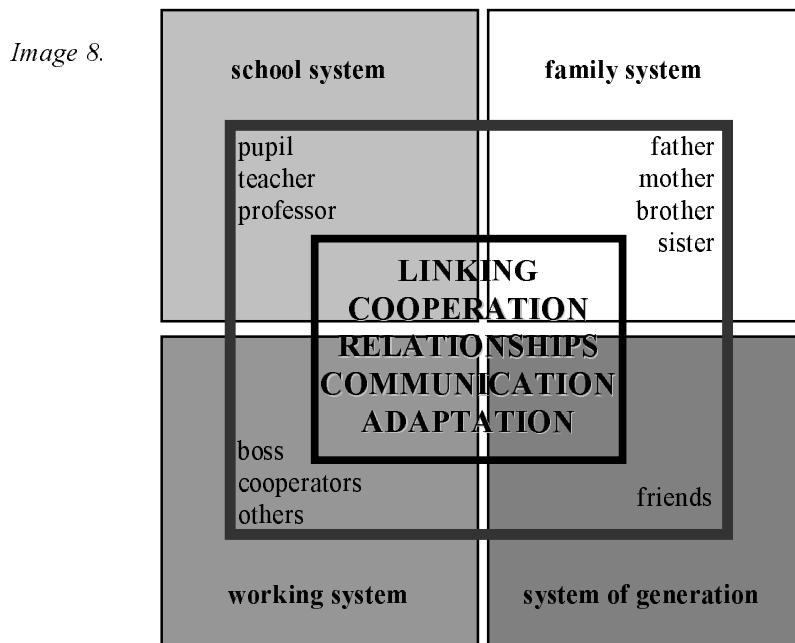 Image 8.
school system
family system
pupil
teacher
professor
father
mother
brother
sister
LINKING
COOPERATION
RELATIONSHIPS
COMMUNICATION
ADAPTATION
boss
cooperators
others
friends
working system
system of generation